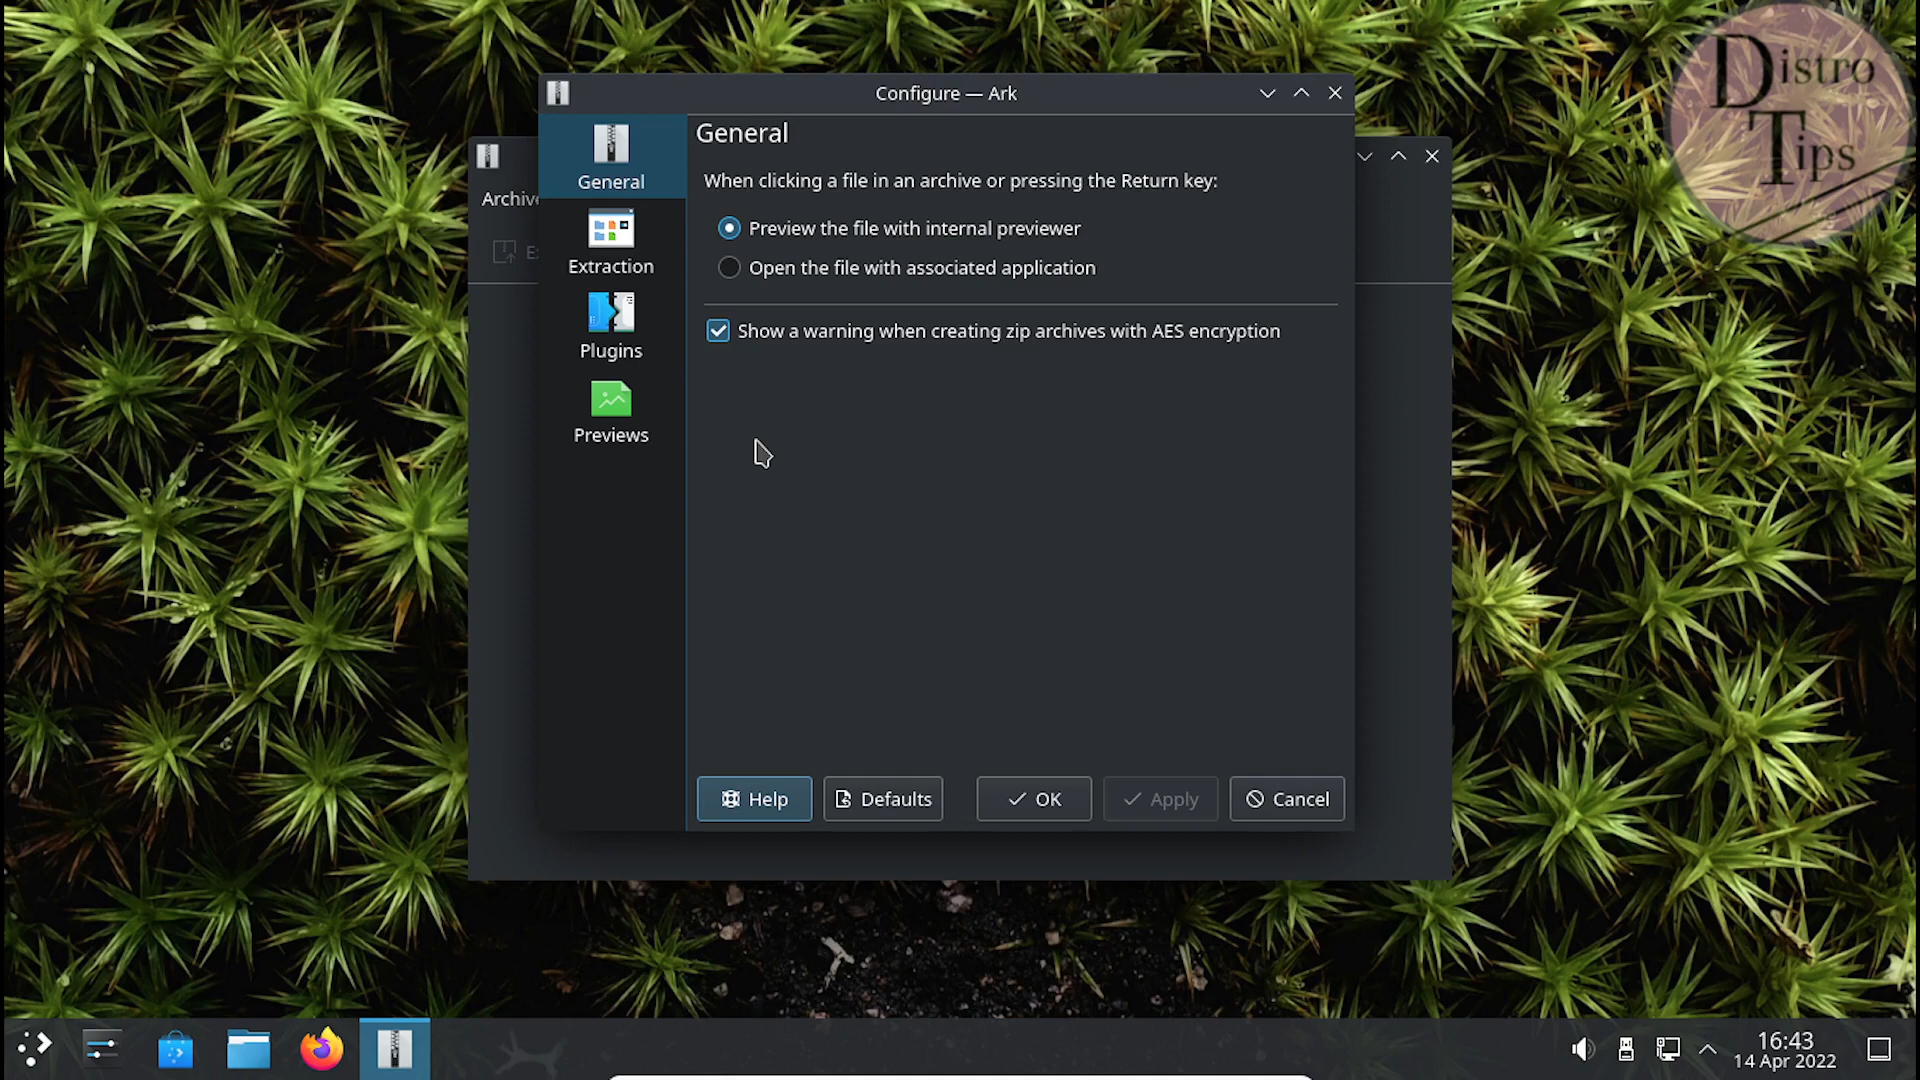 Distro
Tips
Configure — Ark
General
General
When clicking a file in an archive or pressing the Return key:
Preview the file with internal previewer
Open the file with associated application
Show a warning when creating zip archives with AES encryption
Extraction
Plugins
Previews
Help
Defaults
OK
Apply
Cancel
16:43
14 Apr 2022